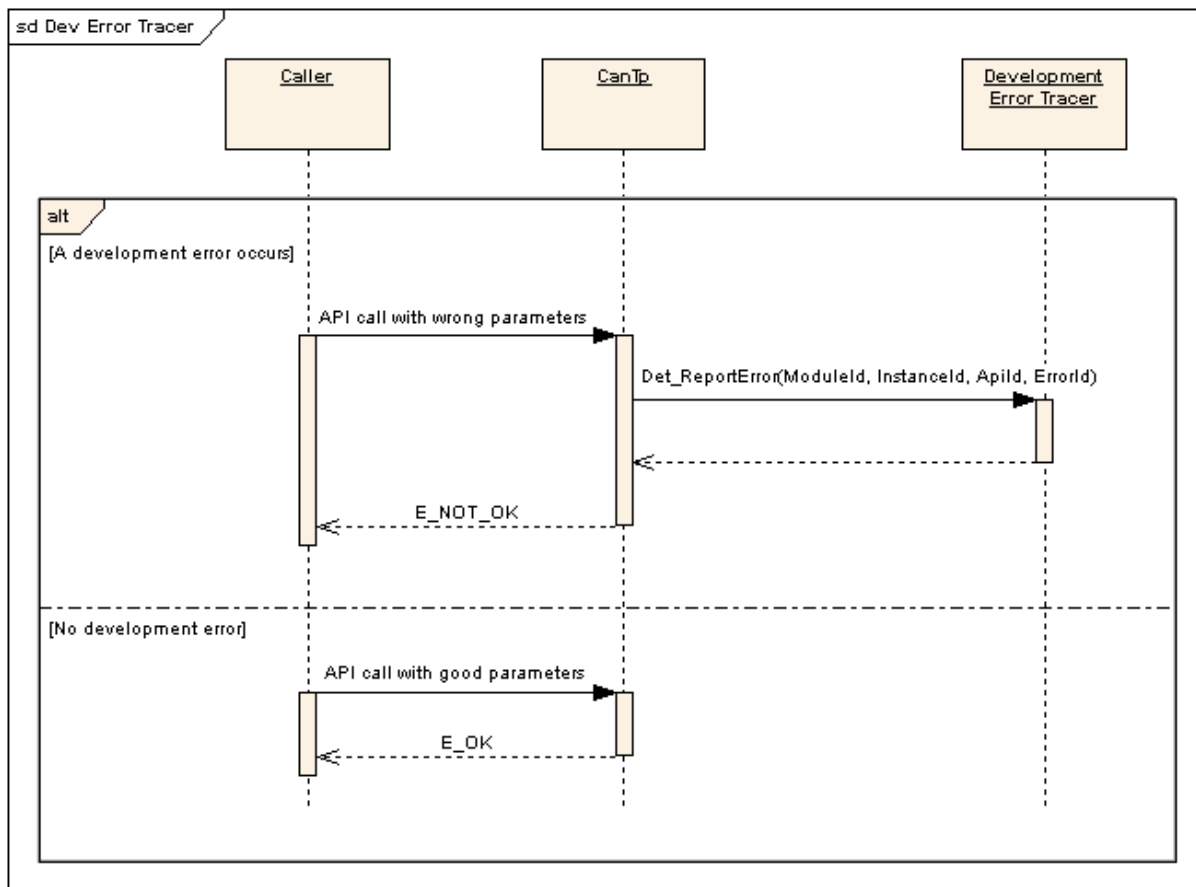 sd Dev Error Tracer
Caller
CanTp
Development
Error Tracer
alt
[A development error occurs]
API call with wrong parameters
Det_ReportError(ModuleId, InstanceId, ApiId, ErrorId)
E_NOT_OK
[No development error]
API call with good parameters
E_OK